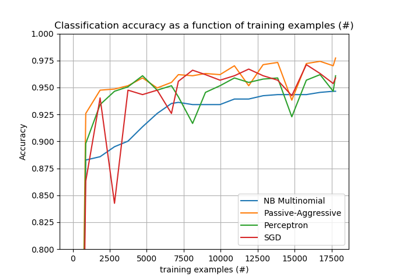 Classification accuracy as a function of training examples (#)
1.000
0.975
0.950
0.925
0.900
0.875
0.850
0.825
0.800
Accuracy
NB Multinomial
Passive-Aggressive
Perceptron
SGD
0 2500 5000 7500 10000 12500 15000 17500
training examples (#)